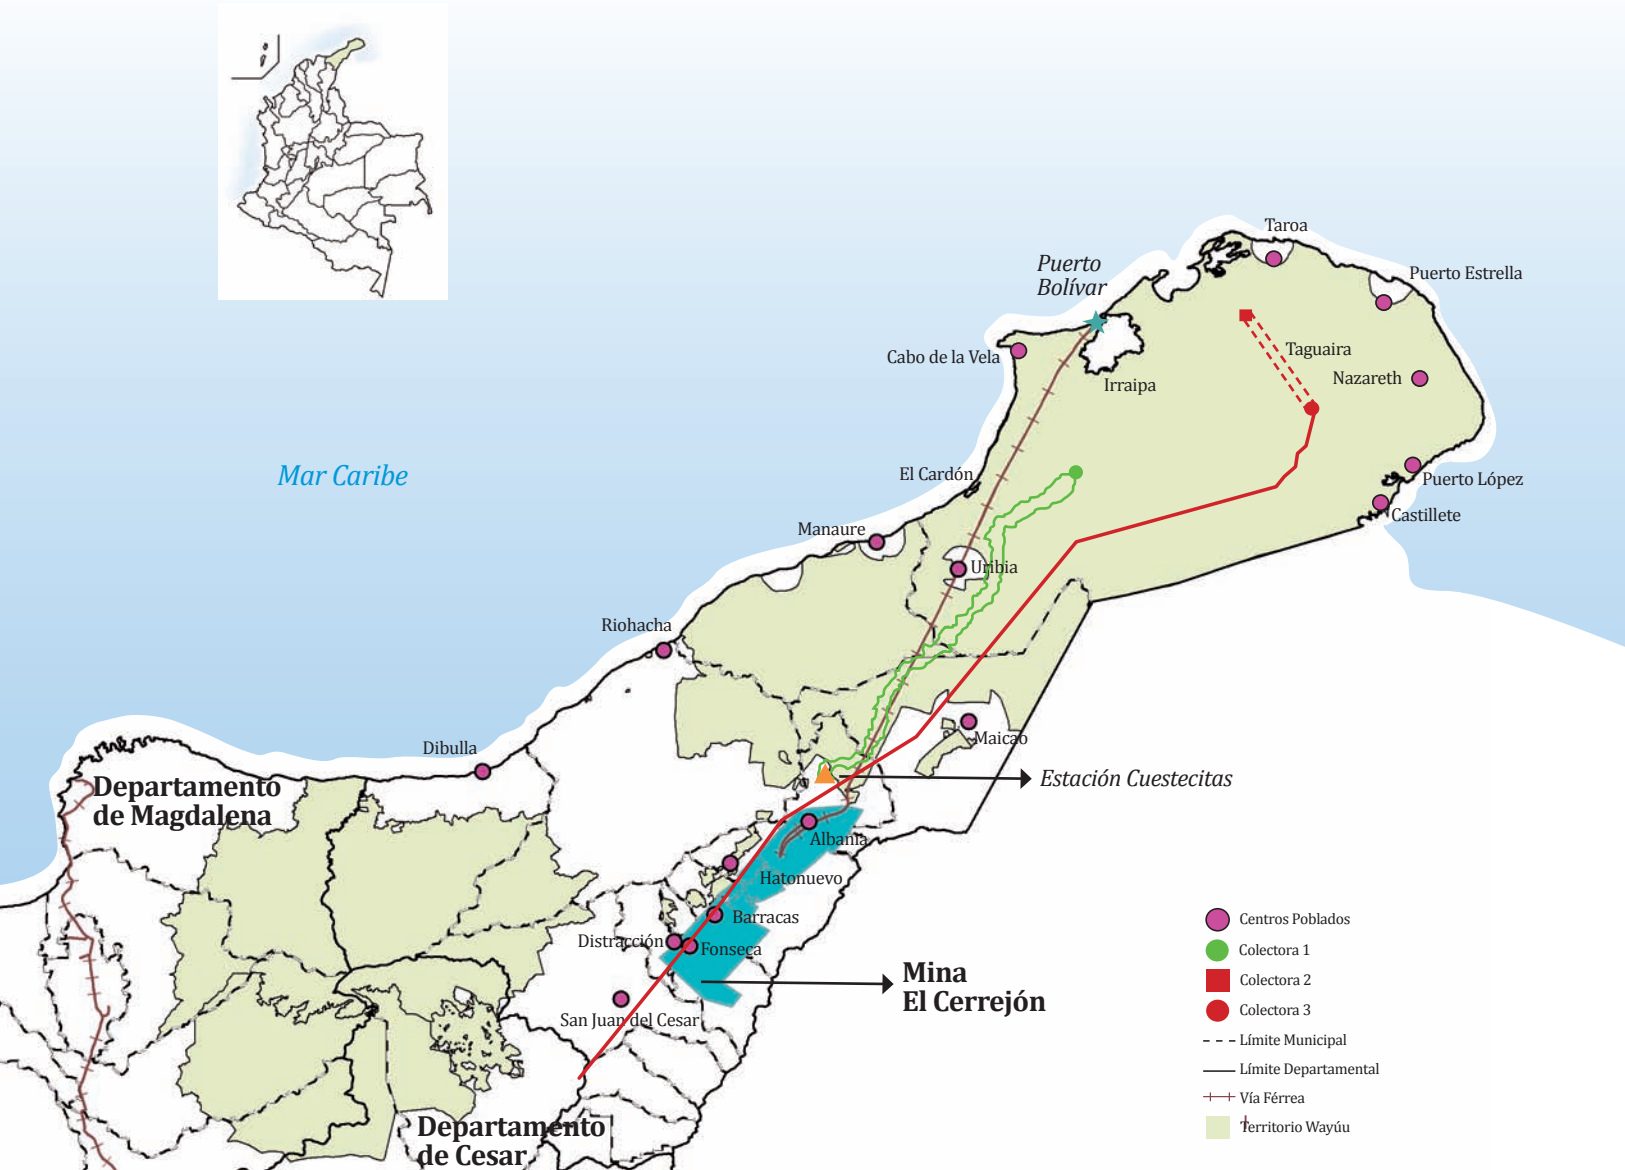 Taroa
Puerto
Bolívar
Puerto Estrella
Cabo de la Vela
Taguaira
Irraipa
Nazareth
Mar Caribe
El Cardón
Puerto López
Castillete
Manaure
Uribia
Riohacha
Maicao
Dibulla
Estación Cuestecitas
Departamento
de Magdalena
Albania
Hatonuevo
Barracas
Distracción
Fonseca
Mina
El Cerrejón
San Juan del Cesar
Departamento
de Cesar
Centros Poblados
Colectora 1
Colectora 2
Colectora 3
Límite Municipal
Límite Departamental
Vía Férrea
Territorio Wayúu